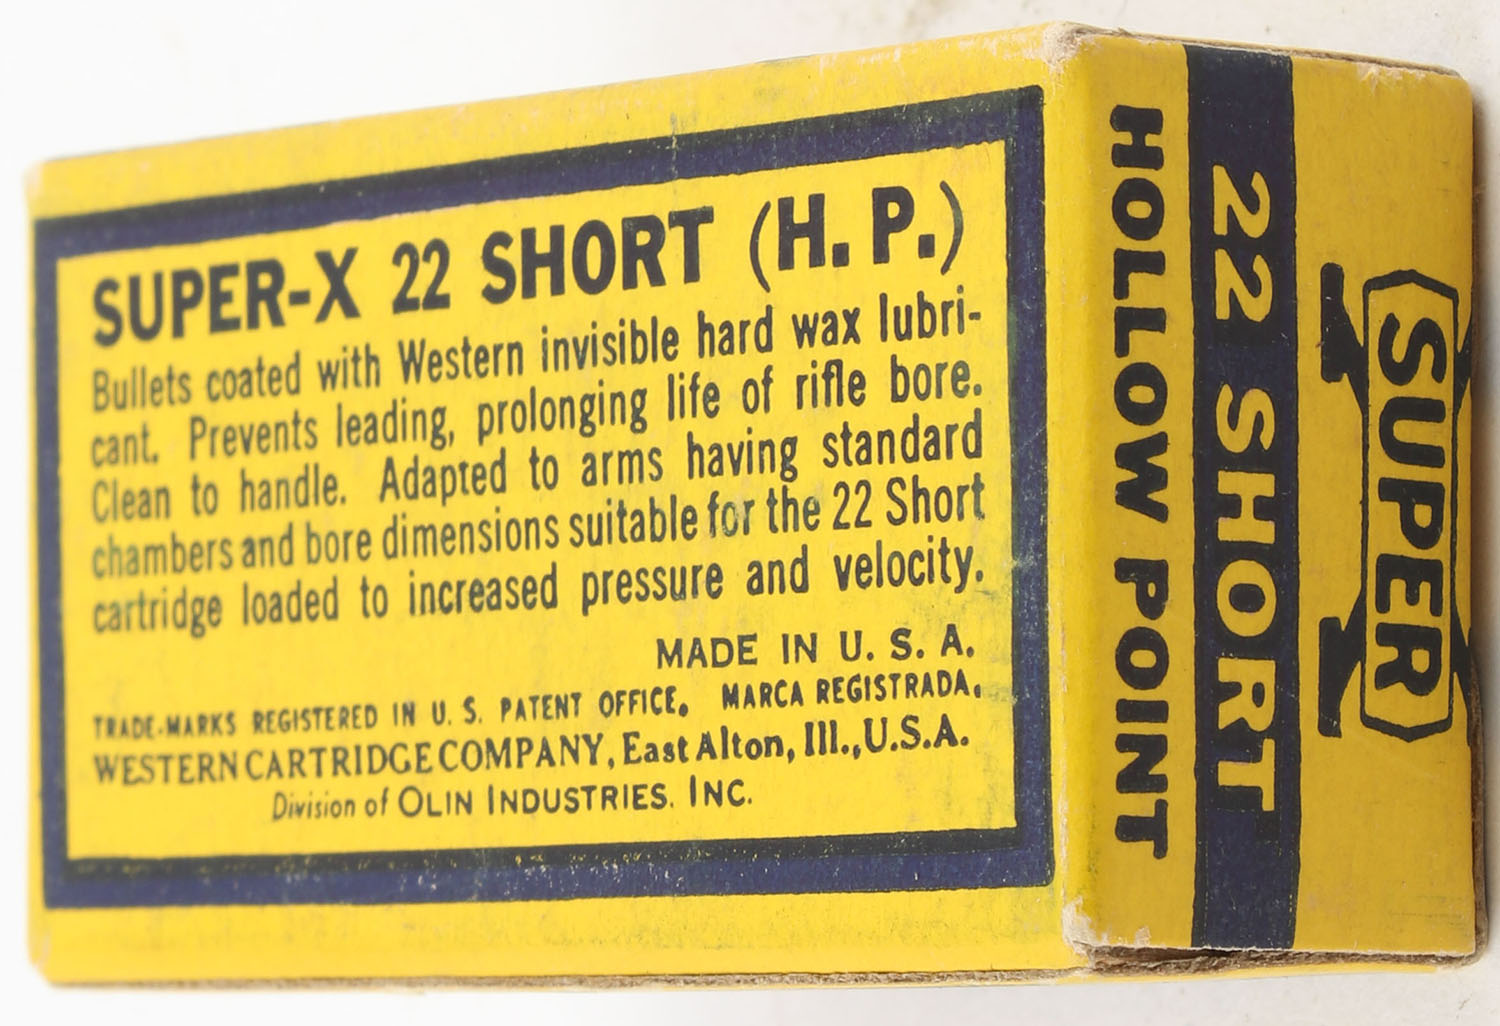 SUPER-X 22 SHORT (H. P.)
Bullets coated with Western invisible hard wax lubri-
cant. Prevents leading, prolonging life of rifle bore.
Clean to handle. Adapted to arms having standard
chambers and bore dimensions suitable for the 22 Short
cartridge loaded to increased pressure and velocity.
MADE IN U. S. A.
TRADE-MARKS REGISTERED IN U. S. PATENT OFFICE. MARCA REGISTRADA.
WESTERN CARTRIDGE COMPANY, East Alton, Ill., U.S.A.
Division of OLIN INDUSTRIES. INC.
SUPER
22 SHORT
HOLLOW POINT